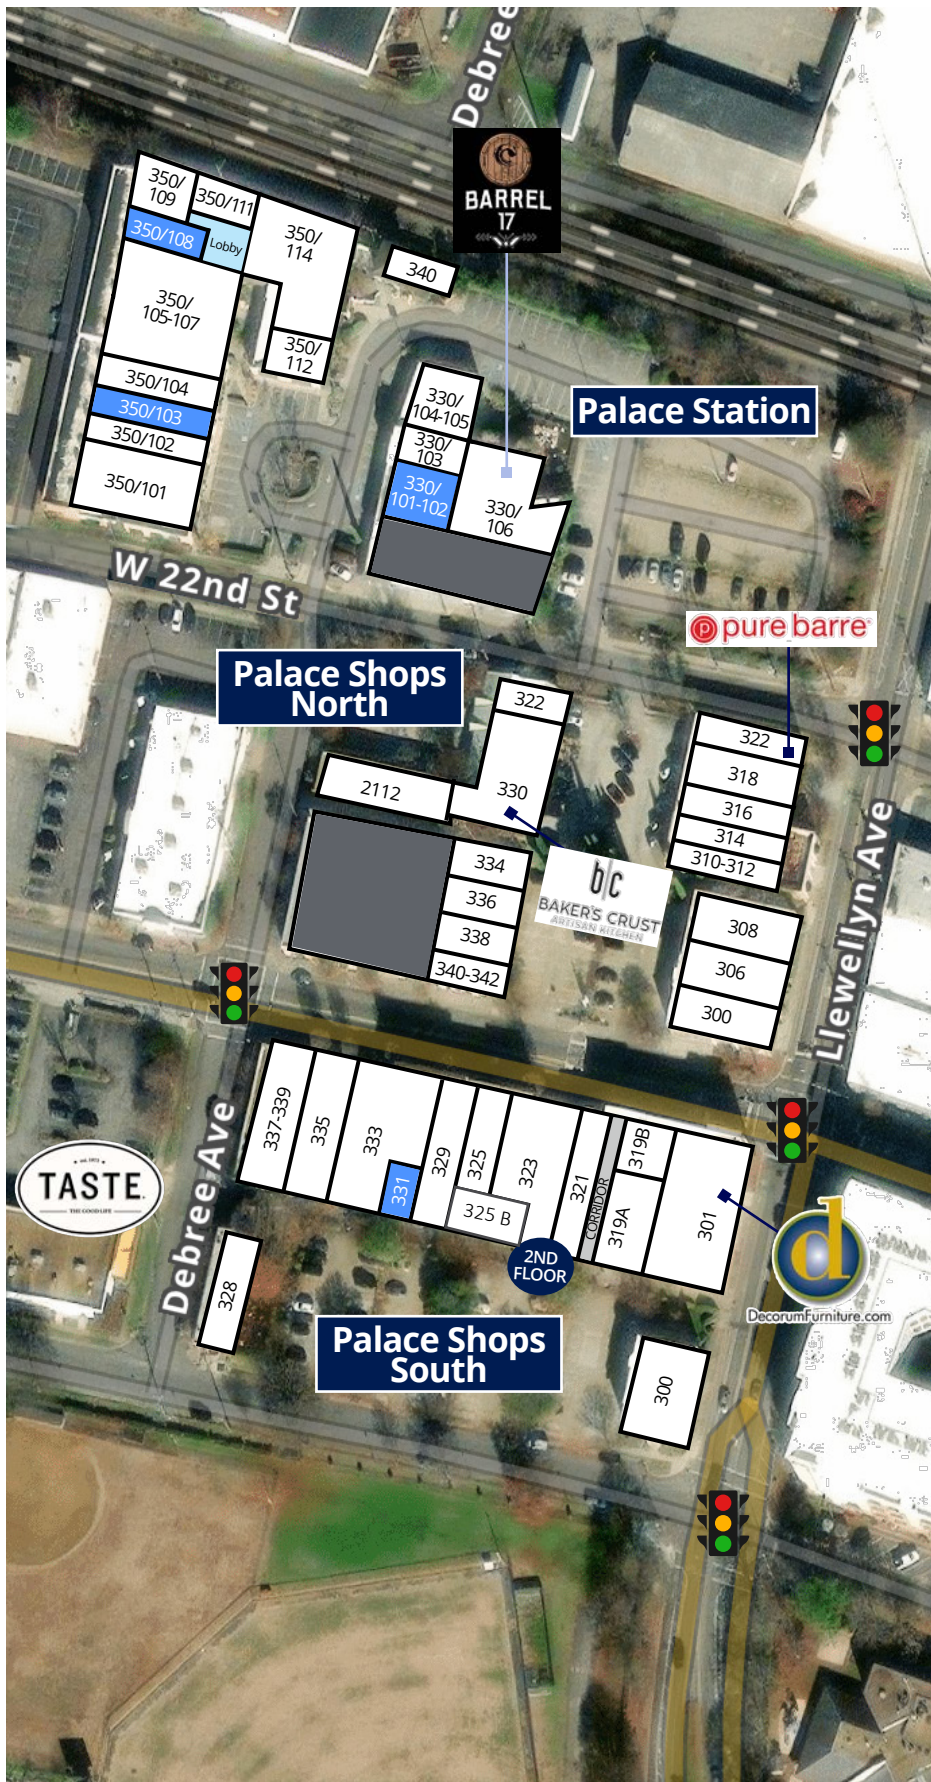 Debree
BARREL
17
350/
109
350/111
350/108
Lobby
350/
114
340
350/
105-107
350/
112
350/104
350/103
350/102
350/101
330/
104-105
330/
103
330/
101-102
330/
106
Palace Station
W 22nd St
pure barre
Palace Shops
North
322
330
2112
322
318
316
314
310-312
334
336
338
340-342
b|c
BAKER'S CRUST
ARTISAN KITCHEN
308
306
300
Llewellyn Ave
337-339
335
333
331
329
325
325 B
323
321
CORRIDOR
319B
319A
301
TASTE.
THE GOOD LIFE
Debree Ave
328
2ND
FLOOR
d
DecorumFurniture.com
Palace Shops
South
300